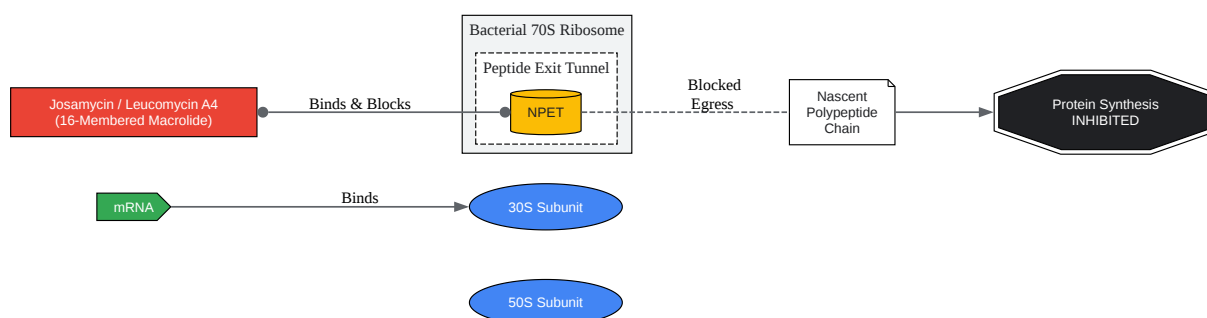 Bacterial 70S Ribosome
Peptide Exit Tunnel
Josamycin / Leucomycin A4
(16-Membered Macrolide)
Binds & Blocks
NPET
Blocked
Egress
Nascent
Polypeptide
Chain
Protein Synthesis
INHIBITED
mRNA
Binds
30S Subunit
50S Subunit